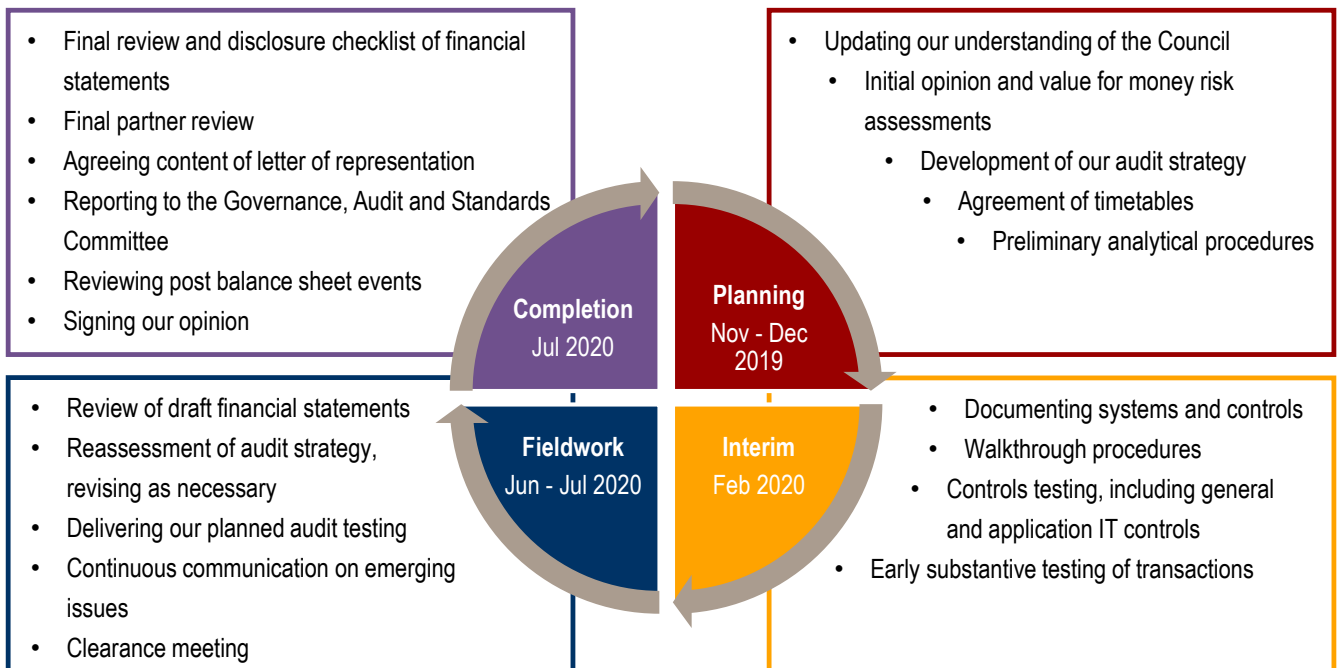 • Final review and disclosure checklist of financial
statements
• Final partner review
• Agreeing content of letter of representation
• Reporting to the Governance, Audit and Standards
Committee
• Reviewing post balance sheet events
• Signing our opinion
• Updating our understanding of the Council
• Initial opinion and value for money risk
assessments
• Development of our audit strategy
• Agreement of timetables
• Preliminary analytical procedures
Completion
Jul 2020
Planning
Nov - Dec
2019
Fieldwork
Jun - Jul 2020
Interim
Feb 2020
• Review of draft financial statements
• Reassessment of audit strategy,
revising as necessary
• Delivering our planned audit testing
• Continuous communication on emerging
issues
• Clearance meeting
• Documenting systems and controls
• Walkthrough procedures
• Controls testing, including general
and application IT controls
• Early substantive testing of transactions